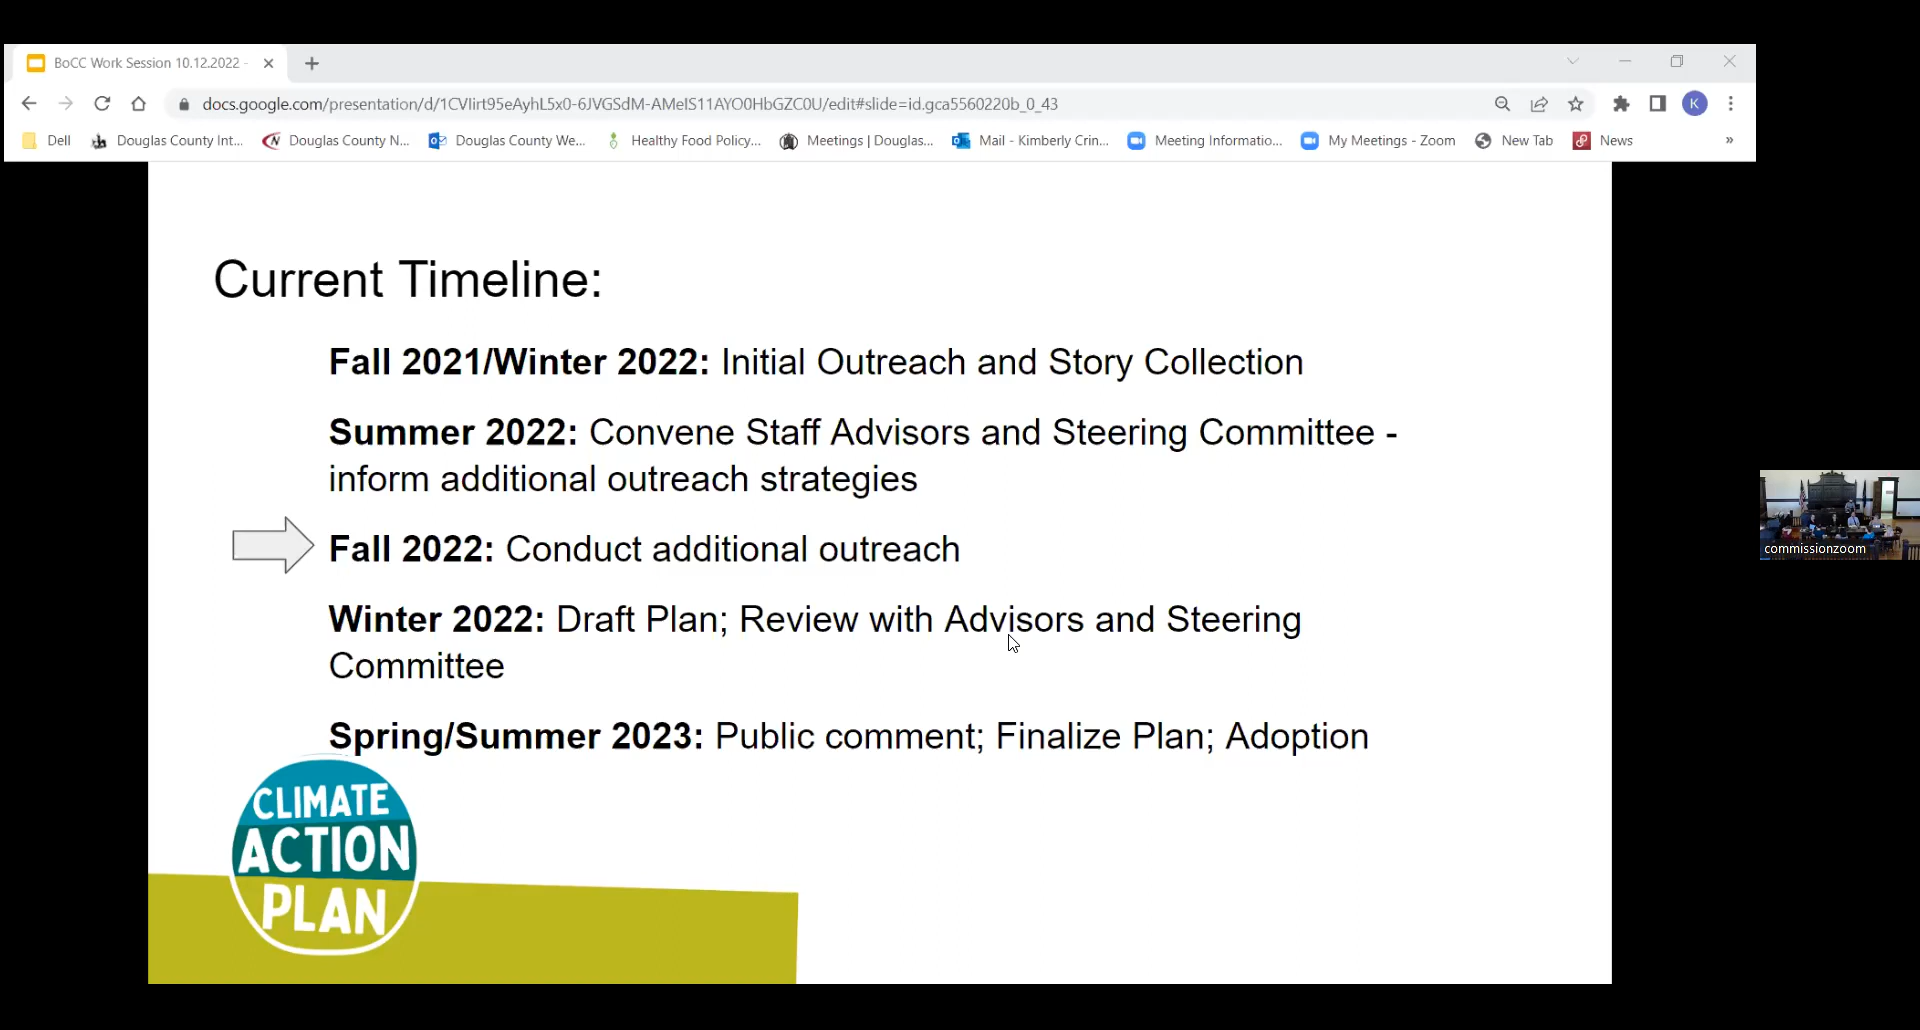 BoCC Work Session 10.12.2022 -
docs.google.com/presentation/d/1CVlirt95eAyhL5x0-6JVGSdM-AMeIS11AYO0HbGZC0U/edit#slide=id.gca5560220b_0_43
K
Dell
Douglas County Int...
Douglas County N...
Douglas County We...
Healthy Food Policy...
Meetings | Douglas...
Mail - Kimberly Crin...
Meeting Informatio...
My Meetings - Zoom
New Tab
News
»
Current Timeline:
Fall 2021/Winter 2022: Initial Outreach and Story Collection
Summer 2022: Convene Staff Advisors and Steering Committee -
inform additional outreach strategies
Fall 2022: Conduct additional outreach
Winter 2022: Draft Plan; Review with Advisors and Steering
Committee
Spring/Summer 2023: Public comment; Finalize Plan; Adoption
CLIMATE
ACTION
PLAN
commissionzoom